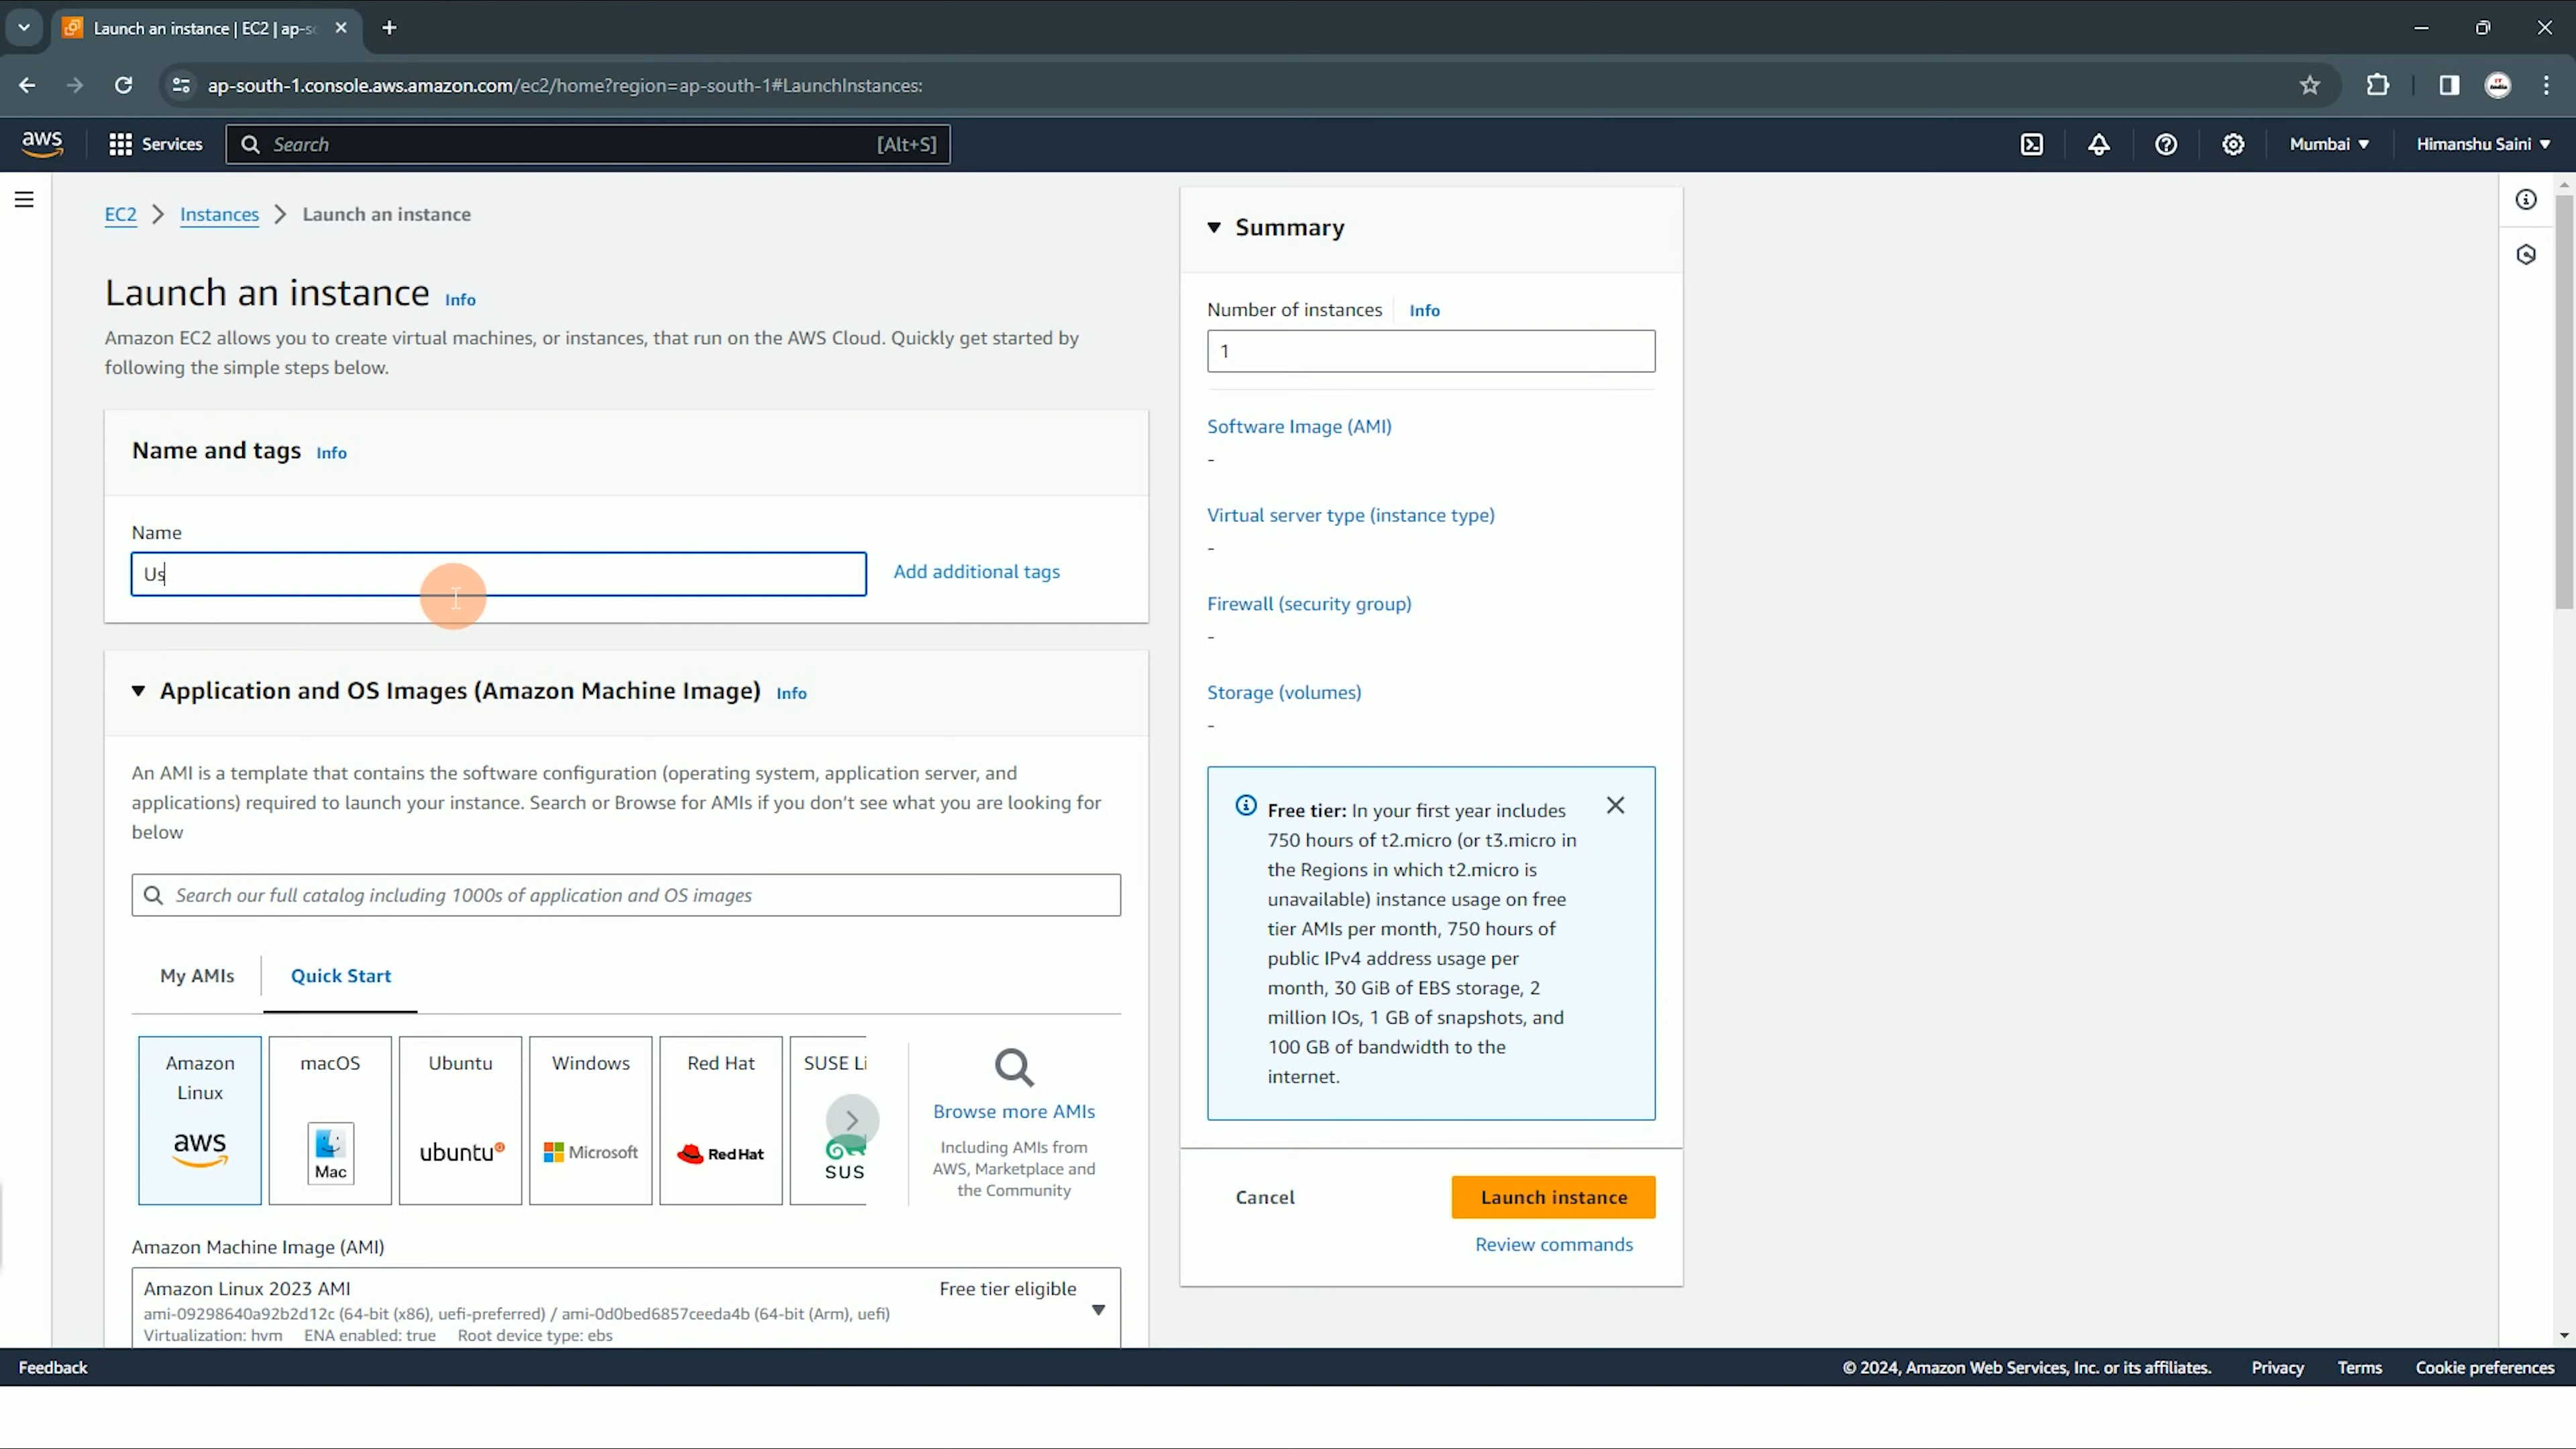 Launch an instance | EC2 | ap-sc
ap-south-1.console.aws.amazon.com/ec2/home?region=ap-south-1#LaunchInstances:
aws
Services
Search
[Alt+S]
Mumbai
Himanshu Saini
EC2
Instances
Launch an instance
Launch an instance Info
Amazon EC2 allows you to create virtual machines, or instances, that run on the AWS Cloud. Quickly get started by
following the simple steps below.
Name and tags Info
Name
Us
Add additional tags
Application and OS Images (Amazon Machine Image) Info
An AMI is a template that contains the software configuration (operating system, application server, and
applications) required to launch your instance. Search or Browse for AMIs if you don't see what you are looking for
below
Search our full catalog including 1000s of application and OS images
My AMIs
Quick Start
Amazon
Linux
aws
macOS
Mac
Ubuntu
ubuntu
Windows
Microsoft
Red Hat
RedHat
SUSE Li
SUS
Browse more AMIs
Including AMIs from
AWS, Marketplace and
the Community
Amazon Machine Image (AMI)
Amazon Linux 2023 AMI
Free tier eligible
ami-09298640a92b2d12c (64-bit (x86), uefi-preferred) / ami-0d0bed6857ceeda4b (64-bit (Arm), uefi)
Virtualization: hvm ENA enabled: true Root device type: ebs
Summary
Number of instances Info
1
Software Image (AMI)
-
Virtual server type (instance type)
-
Firewall (security group)
-
Storage (volumes)
-
Free tier: In your first year includes
750 hours of t2.micro (or t3.micro in
the Regions in which t2.micro is
unavailable) instance usage on free
tier AMIs per month, 750 hours of
public IPv4 address usage per
month, 30 GiB of EBS storage, 2
million IOs, 1 GB of snapshots, and
100 GB of bandwidth to the
internet.
Cancel
Launch instance
Review commands
Feedback
© 2024, Amazon Web Services, Inc. or its affiliates.
Privacy
Terms
Cookie preferences